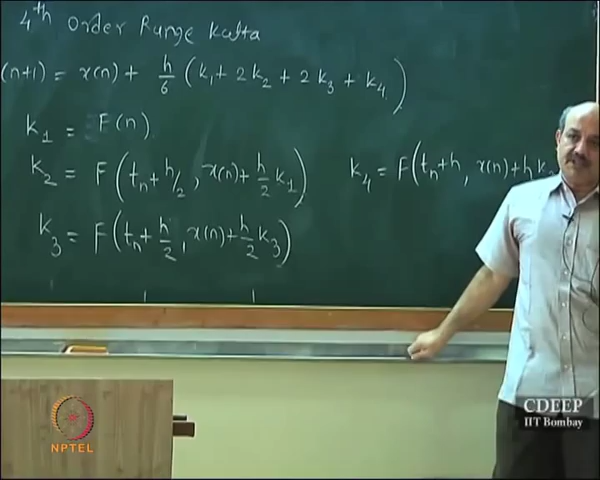 4th Order Runge Kutta
(n+1) = x(n) + h/6 (k₁ + 2k₂ + 2k₃ + k₄)
k₁ = F(n)
k₂ = F(tₙ + h/2, x(n) + h/2 k₁)
k₄ = F(tₙ + h, x(n) + h k
k₃ = F(tₙ + h/2, x(n) + h/2 k₃)
CDEEP
IIT Bombay
NPTEL